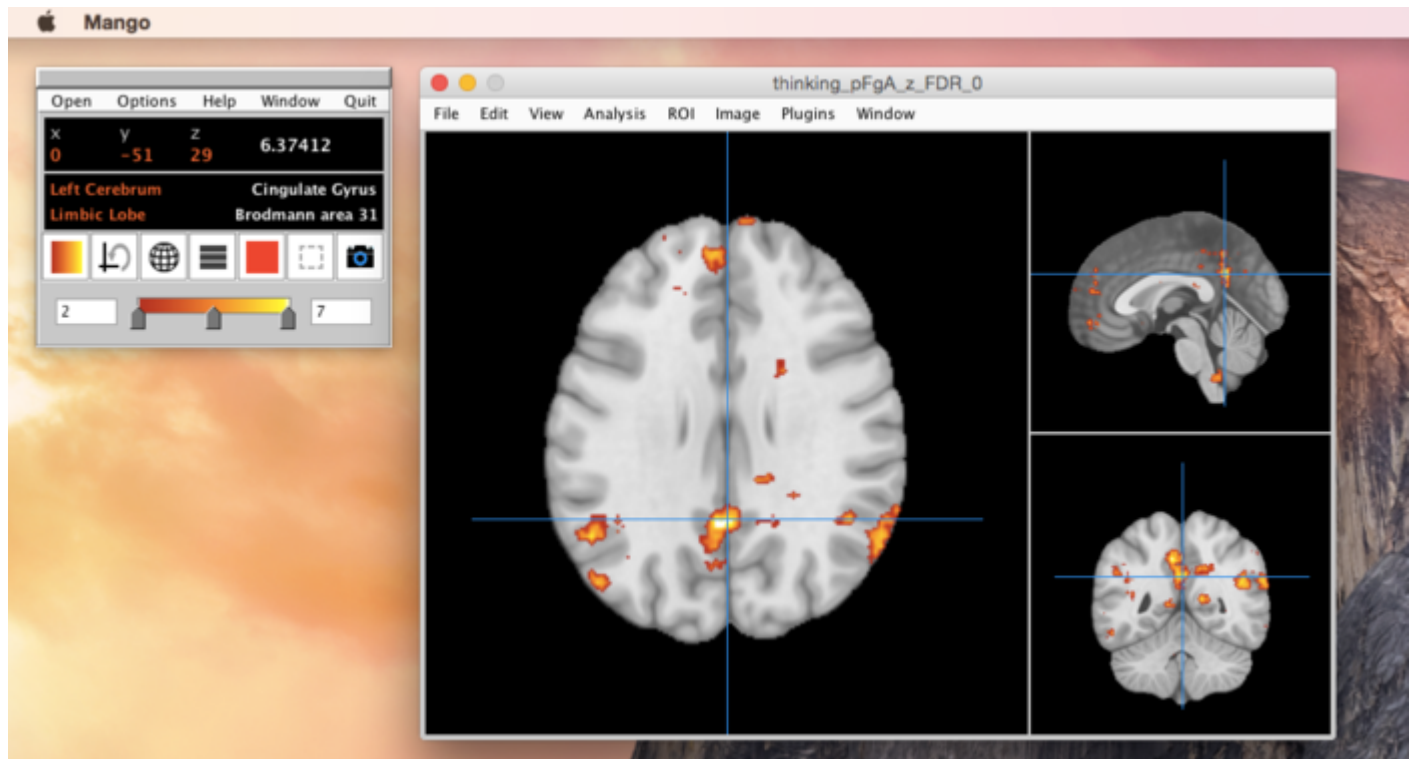 Mango
Open Options Help Window Quit
x y z
0 -51 29 6.37412
Left Cerebrum Cingulate Gyrus
Limbic Lobe Brodmann area 31
2 7
thinking_pFgA_z_FDR_0
File Edit View Analysis ROI Image Plugins Window